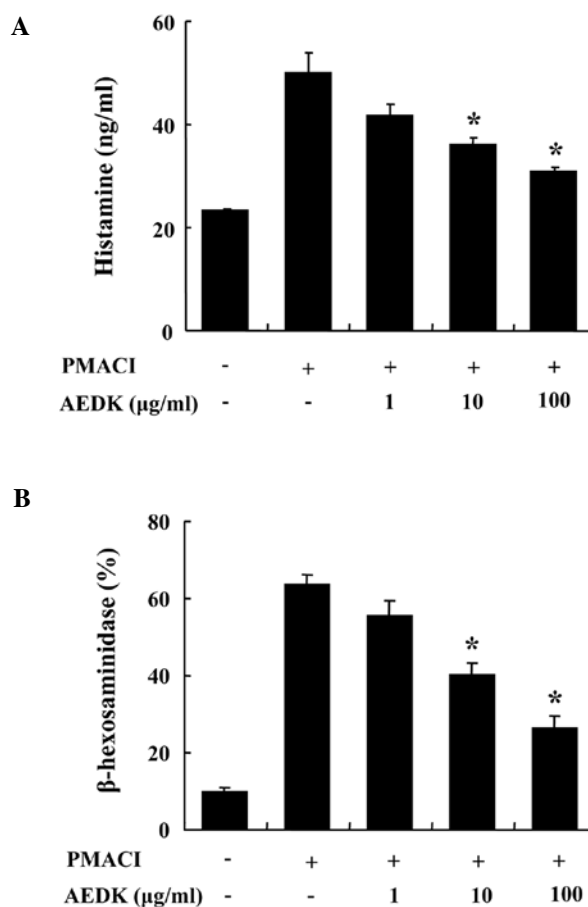 A
60
40
20
0
Histamine (ng/ml)
* *
PMACI - + + + +
AEDK (μg/ml) - - 1 10 100
B
80
60
40
20
0
β-hexosaminidase (%)
* *
PMACI - + + + +
AEDK (μg/ml) - - 1 10 100